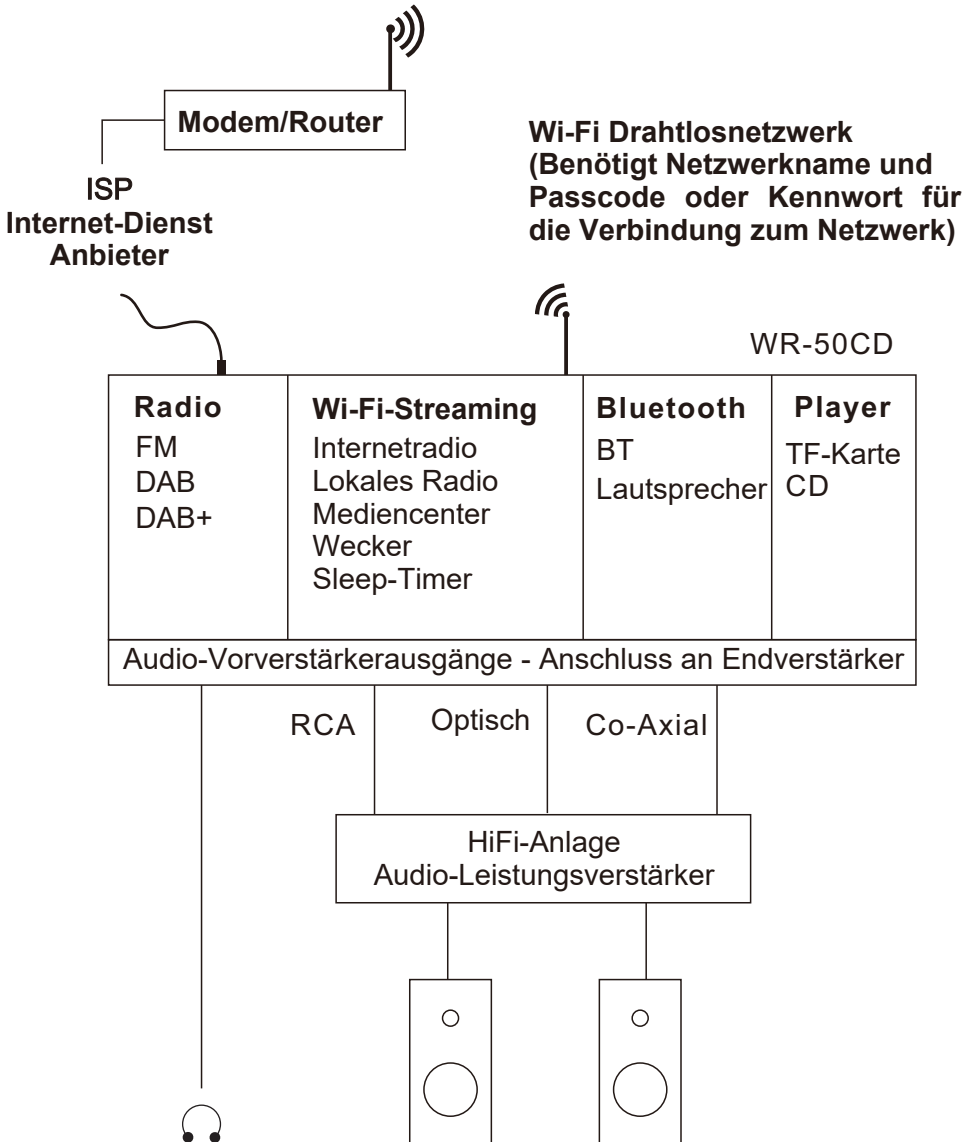 Modem/Router
ISP
Internet-Dienst
Anbieter
Wi-Fi Drahtlosnetzwerk
(Benötigt Netzwerkname und
Passcode oder Kennwort für
die Verbindung zum Netzwerk)
WR-50CD
Radio
FM
DAB
DAB+
Wi-Fi-Streaming
Internetradio
Lokales Radio
Mediencenter
Wecker
Sleep-Timer
Bluetooth
BT
Lautsprecher
Player
TF-Karte
CD
Audio-Vorverstärkerausgänge - Anschluss an Endverstärker
RCA
Optisch
Co-Axial
HiFi-Anlage
Audio-Leistungsverstärker